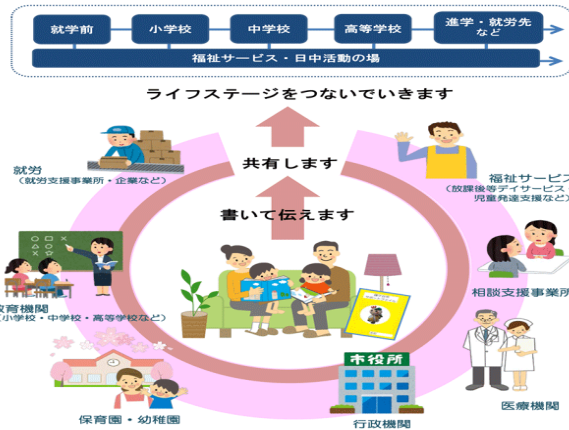 就学前
小学校
中学校
高等学校
進学・就労先
など
福祉サービス・日中活動の場
ライフステージをつないでいきます
共有します
書いて伝えます
就労
(就労支援事業所・企業など)
福祉サービス
(放課後等デイサービス
児童発達支援など)
相談支援事業所
教育機関
(小学校・中学校・高等学校など)
市役所
保育園・幼稚園
行政機関
医療機関